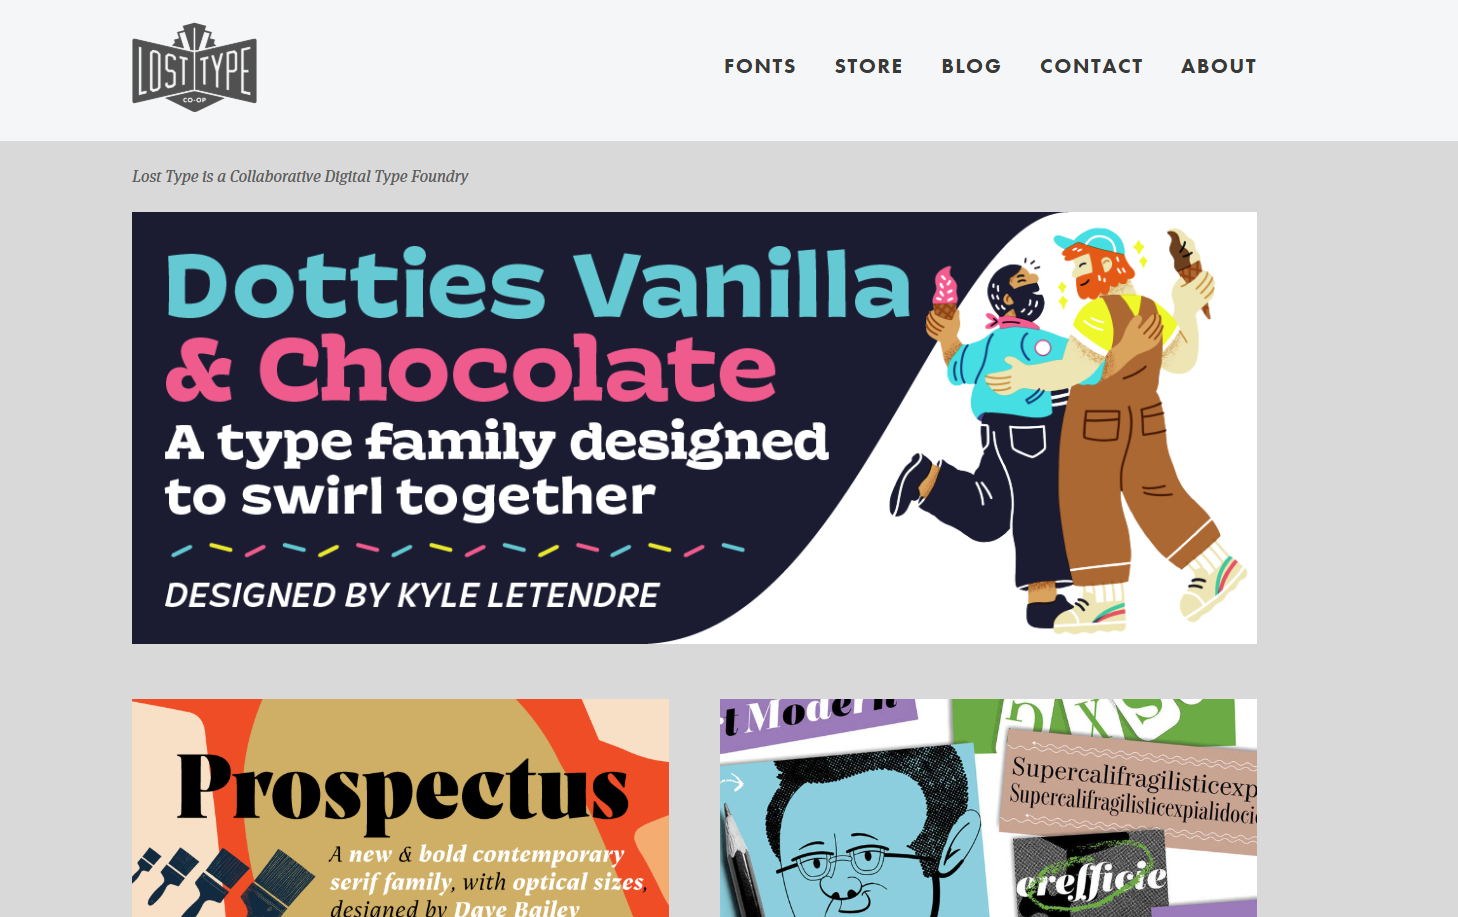 LOST TYPE
CO-OP
FONTS STORE BLOG CONTACT ABOUT
Lost Type is a Collaborative Digital Type Foundry
Dotties Vanilla
& Chocolate
A type family designed
to swirl together
DESIGNED BY KYLE LETENDRE
Prospectus
A new & bold contemporary
serif family, with optical sizes,
designed by Dave Bailey
t Modern
Supercalifragilisticexp
Supercalifragilisticexpialidoci
erefficie